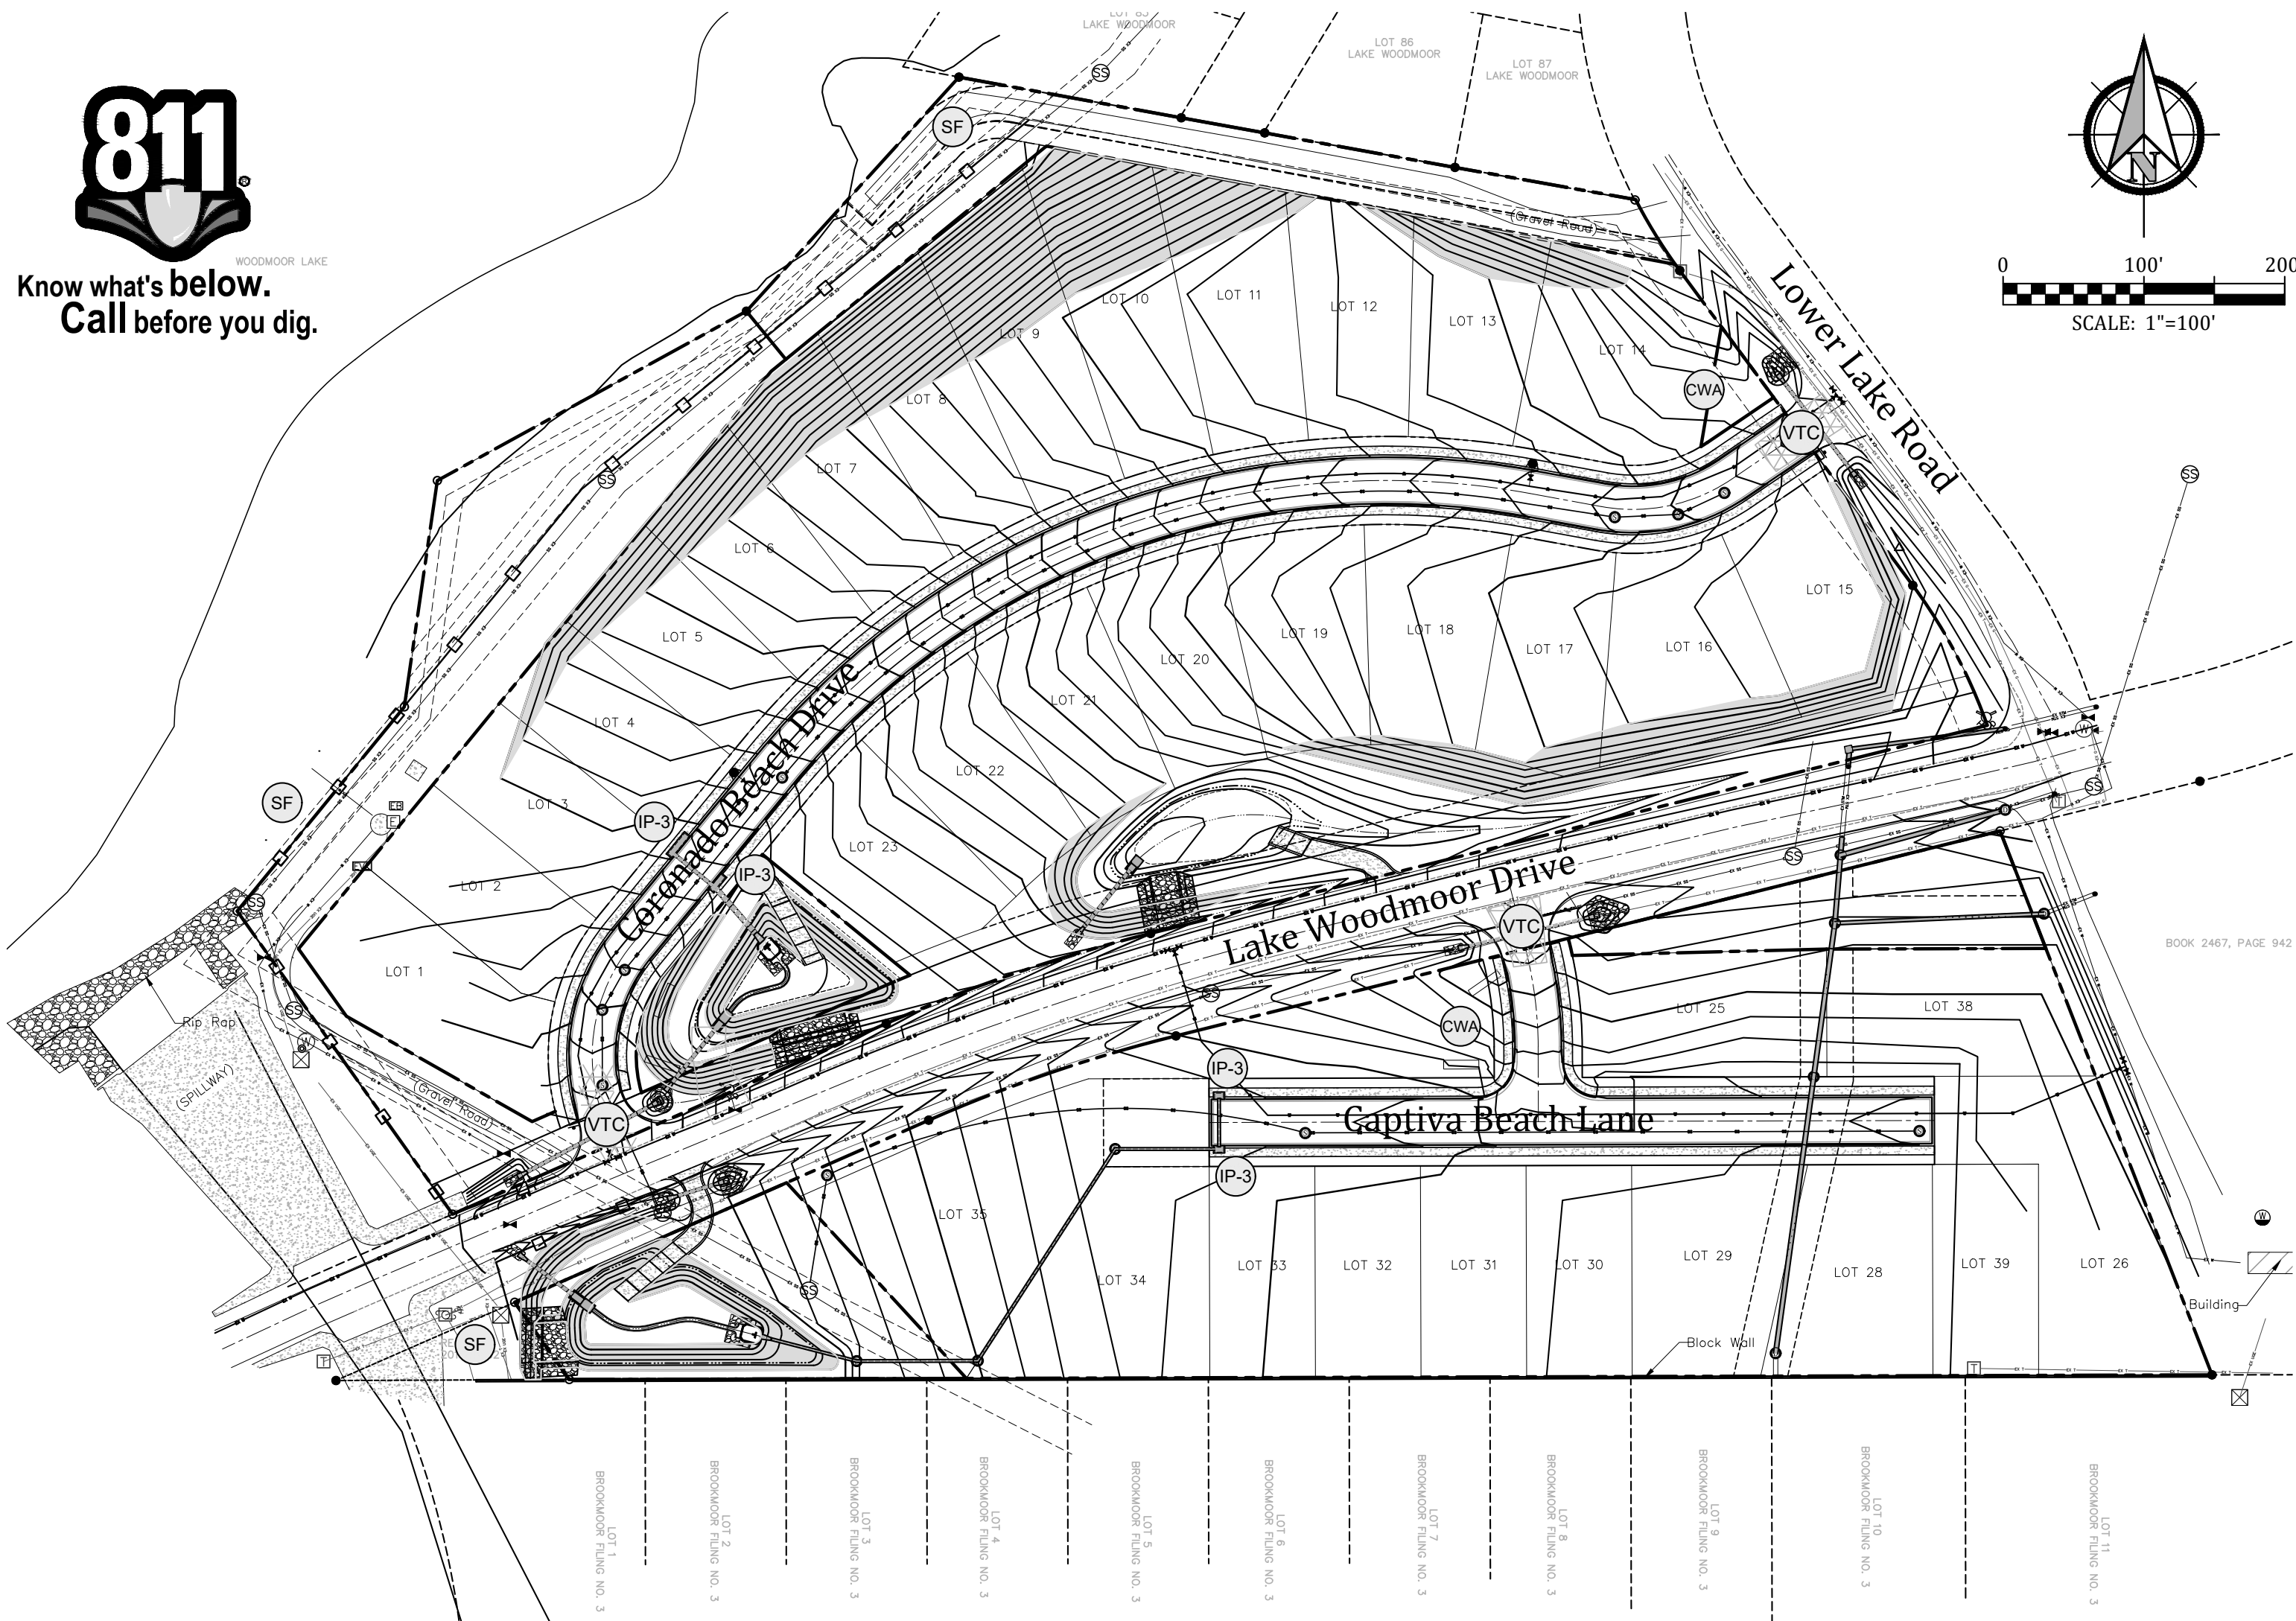 LAKE WOODMOOR
LOT 86
LAKE WOODMOOR
LOT 87
LAKE WOODMOOR
811
WOODMOOR LAKE
Know what's below.
Call before you dig.
N
0 100' 200
SCALE: 1"=100'
SS
SF
(Gravel Road)
Lower Lake Road
LOT 10
LOT 11
LOT 12
LOT 13
LOT 14
LOT 9
LOT 8
LOT 7
LOT 6
LOT 5
LOT 4
LOT 3
LOT 2
LOT 1
CWA
VTC
SS
SS
LOT 15
LOT 16
LOT 17
LOT 18
LOT 19
LOT 20
LOT 21
LOT 22
LOT 23
Coronado Beach Drive
IP-3
IP-3
SF
EB
E
SS
SS
W
Rip Rap
(SPILLWAY)
(Gravel Road)
VTC
Lake Woodmoor Drive
VTC
SS
SS
W
SS
T
BOOK 2467, PAGE 942
CWA
IP-3
IP-3
Captiva Beach Lane
LOT 25
LOT 38
LOT 35
LOT 34
LOT 33
LOT 32
LOT 31
LOT 30
LOT 29
LOT 28
LOT 39
LOT 26
SS
SF
T
T
W
Building
Block Wall
LOT 1
BROOKMOOR FILING NO. 3
LOT 2
BROOKMOOR FILING NO. 3
LOT 3
BROOKMOOR FILING NO. 3
LOT 4
BROOKMOOR FILING NO. 3
LOT 5
BROOKMOOR FILING NO. 3
LOT 6
BROOKMOOR FILING NO. 3
LOT 7
BROOKMOOR FILING NO. 3
LOT 8
BROOKMOOR FILING NO. 3
LOT 9
BROOKMOOR FILING NO. 3
LOT 10
BROOKMOOR FILING NO. 3
LOT 11
BROOKMOOR FILING NO. 3